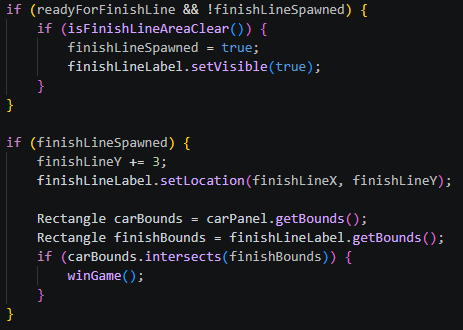 if (readyForFinishLine && !finishLineSpawned) {
    if (isFinishLineAreaClear()) {
        finishLineSpawned = true;
        finishLineLabel.setVisible(true);
    }
}

if (finishLineSpawned) {
    finishLineY += 3;
    finishLineLabel.setLocation(finishLineX, finishLineY);

    Rectangle carBounds = carPanel.getBounds();
    Rectangle finishBounds = finishLineLabel.getBounds();
    if (carBounds.intersects(finishBounds)) {
        winGame();
    }
}